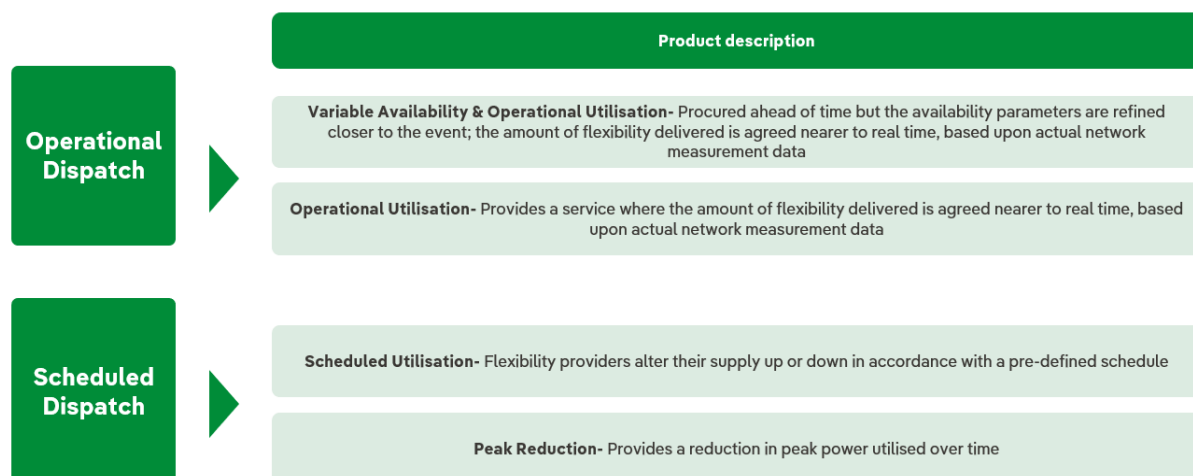 Product description
Operational
Dispatch
Variable Availability & Operational Utilisation- Procured ahead of time but the availability parameters are refined
closer to the event; the amount of flexibility delivered is agreed nearer to real time, based upon actual network
measurement data
Operational Utilisation- Provides a service where the amount of flexibility delivered is agreed nearer to real time, based
upon actual network measurement data
Scheduled
Dispatch
Scheduled Utilisation- Flexibility providers alter their supply up or down in accordance with a pre-defined schedule
Peak Reduction- Provides a reduction in peak power utilised over time